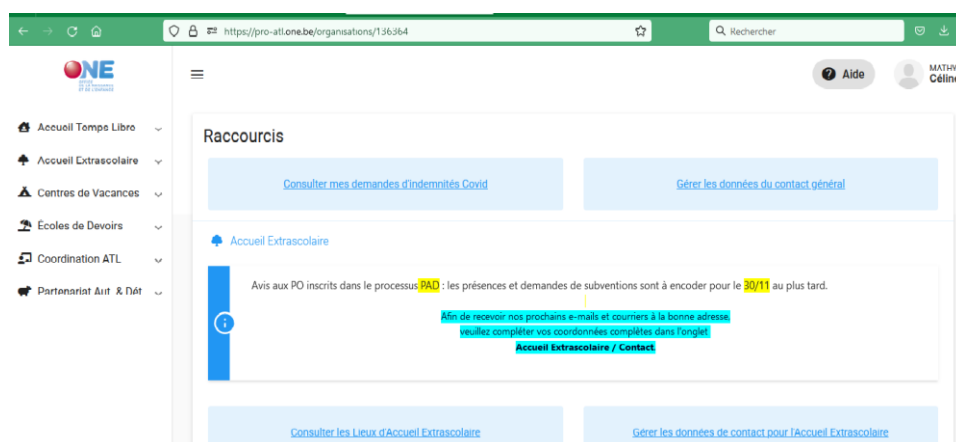 https://pro-atl.one.be/organisations/136364
Rechercher
ONE
Aide
MATHY
Céline
Accueil Temps Libre
Accueil Extrascolaire
Centres de Vacances
Écoles de Devoirs
Coordination ATL
Partenariat Aut. & Dét
Raccourcis
Consulter mes demandes d'indemnités Covid
Gérer les données du contact général
Accueil Extrascolaire
Avis aux PO inscrits dans le processus PAD : les présences et demandes de subventions sont à encoder pour le 30/11 au plus tard.
Afin de recevoir nos prochains e-mails et courriers à la bonne adresse,
veuillez compléter vos coordonnées complètes dans l'onglet
Accueil Extrascolaire / Contact.
Consulter les Lieux d'Accueil Extrascolaire
Gérer les données de contact pour l'Accueil Extrascolaire